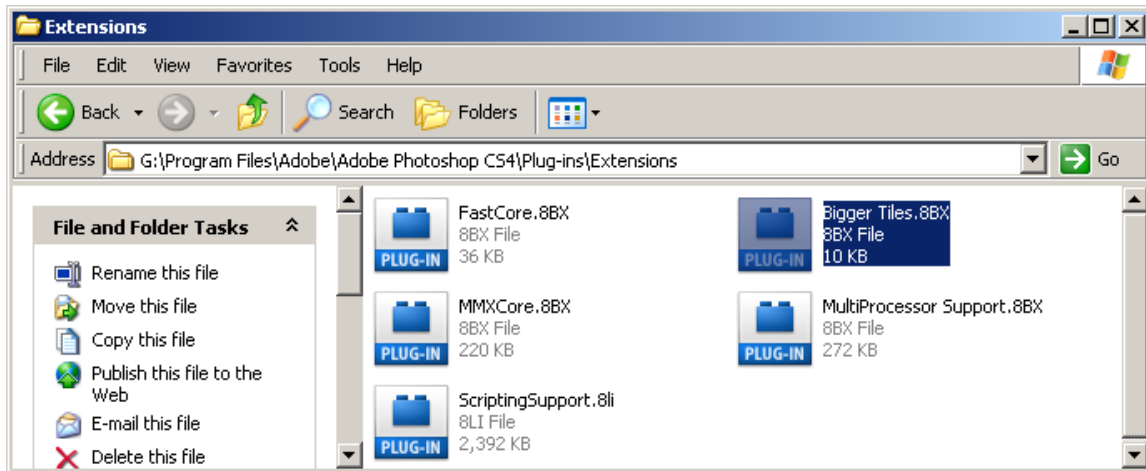 Extensions
File Edit View Favorites Tools Help
Back Search Folders
Address G:\Program Files\Adobe\Adobe Photoshop CS4\Plug-ins\Extensions Go
File and Folder Tasks
Rename this file
Move this file
Copy this file
Publish this file to the
Web
E-mail this file
Delete this file
FastCore.8BX
8BX File
36 KB
PLUG-IN
Bigger Tiles.8BX
8BX File
10 KB
PLUG-IN
MMXCore.8BX
8BX File
220 KB
PLUG-IN
MultiProcessor Support.8BX
8BX File
272 KB
PLUG-IN
ScriptingSupport.8li
8LI File
2,392 KB
PLUG-IN